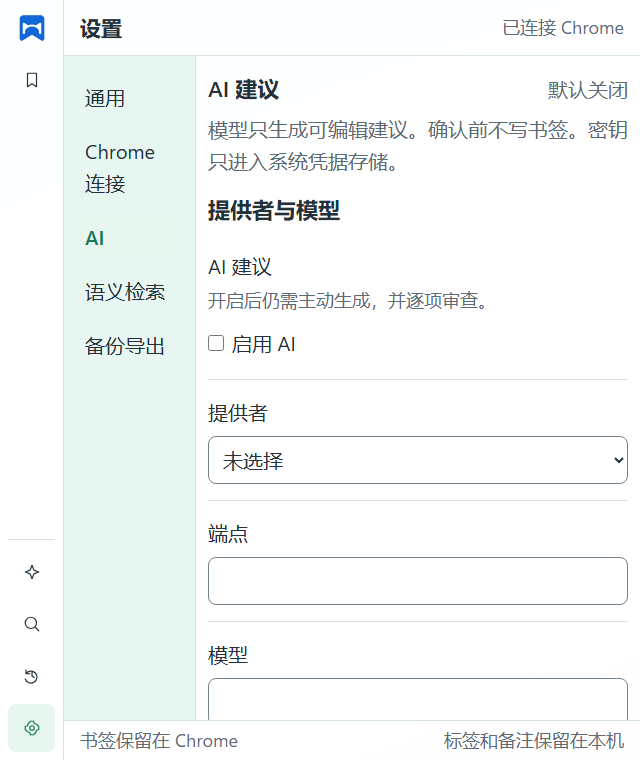 设置
已连接 Chrome
通用
Chrome
连接
AI
语义检索
备份导出
AI 建议
默认关闭
模型只生成可编辑建议。确认前不写书签。密钥
只进入系统凭据存储。
提供者与模型
AI 建议
开启后仍需主动生成，并逐项审查。
启用 AI
提供者
未选择
端点
模型
书签保留在 Chrome
标签和备注保留在本机